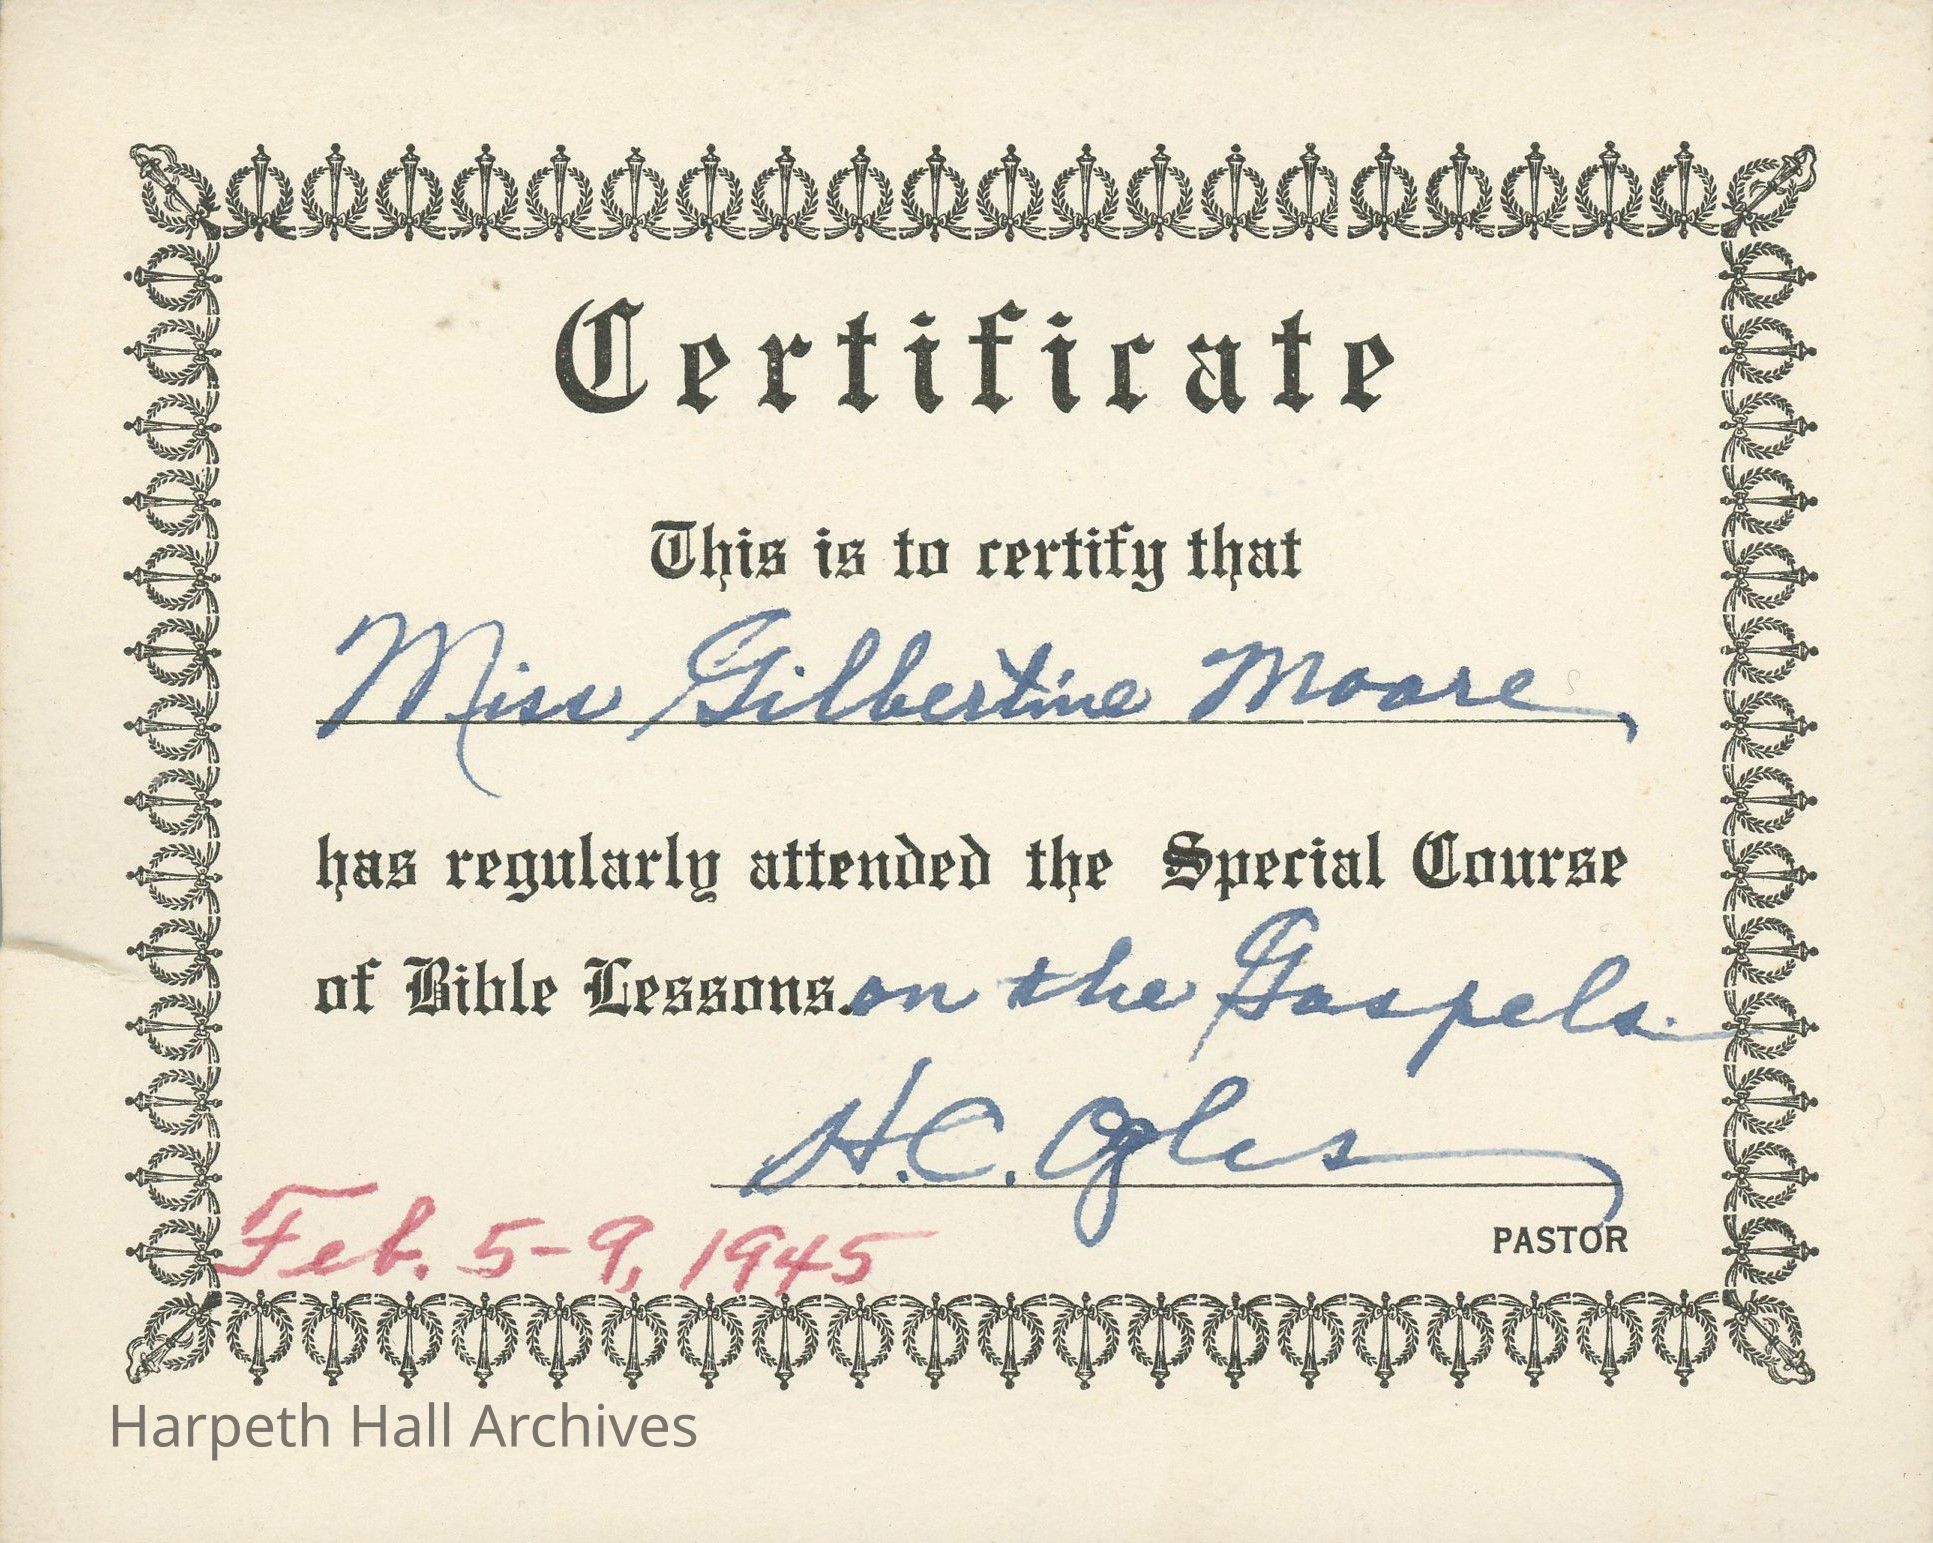 Certificate
This is to certify that
Miss Gilbertine Moore
has regularly attended the Special Course
of Bible Lessons. on the Gospels.
H.C. Ogles
PASTOR
Feb. 5-9, 1945
Harpeth Hall Archives